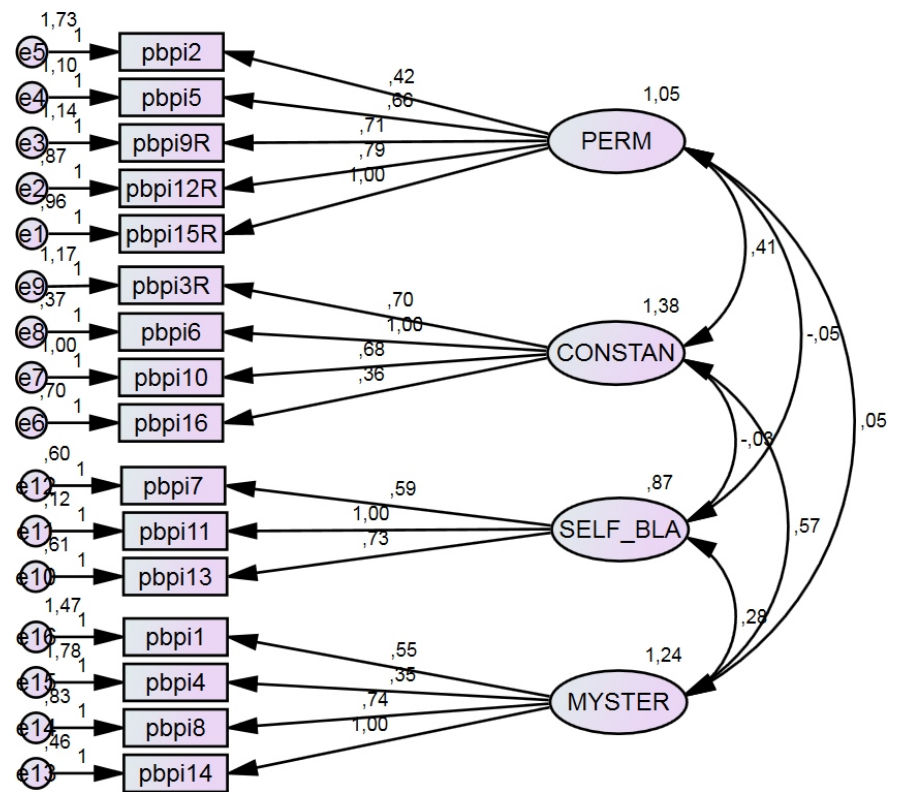 1,73
1
e5
pbpi2
,42
1,10
1
e4
pbpi5
,66
1,05
1,14
1
e3
pbpi9R
,71
PERM
,87
1
e2
pbpi12R
,79
,96
1
e1
pbpi15R
1,00
,41
1,17
1
e9
pbpi3R
,70
1,38
,37
1
e8
pbpi6
1,00
CONSTAN
-,05
1,00
1
e7
pbpi10
,68
,70
1
e6
pbpi16
,36
,05
-,03
,60
1
e12
pbpi7
,59
,87
,12
1
e11
pbpi11
1,00
SELF_BLA
,57
,61
1
e10
pbpi13
,73
1,47
1
e16
pbpi1
,55
,28
1,78
1
e15
pbpi4
,35
1,24
,83
1
e14
pbpi8
,74
MYSTER
,46
1
e13
pbpi14
1,00